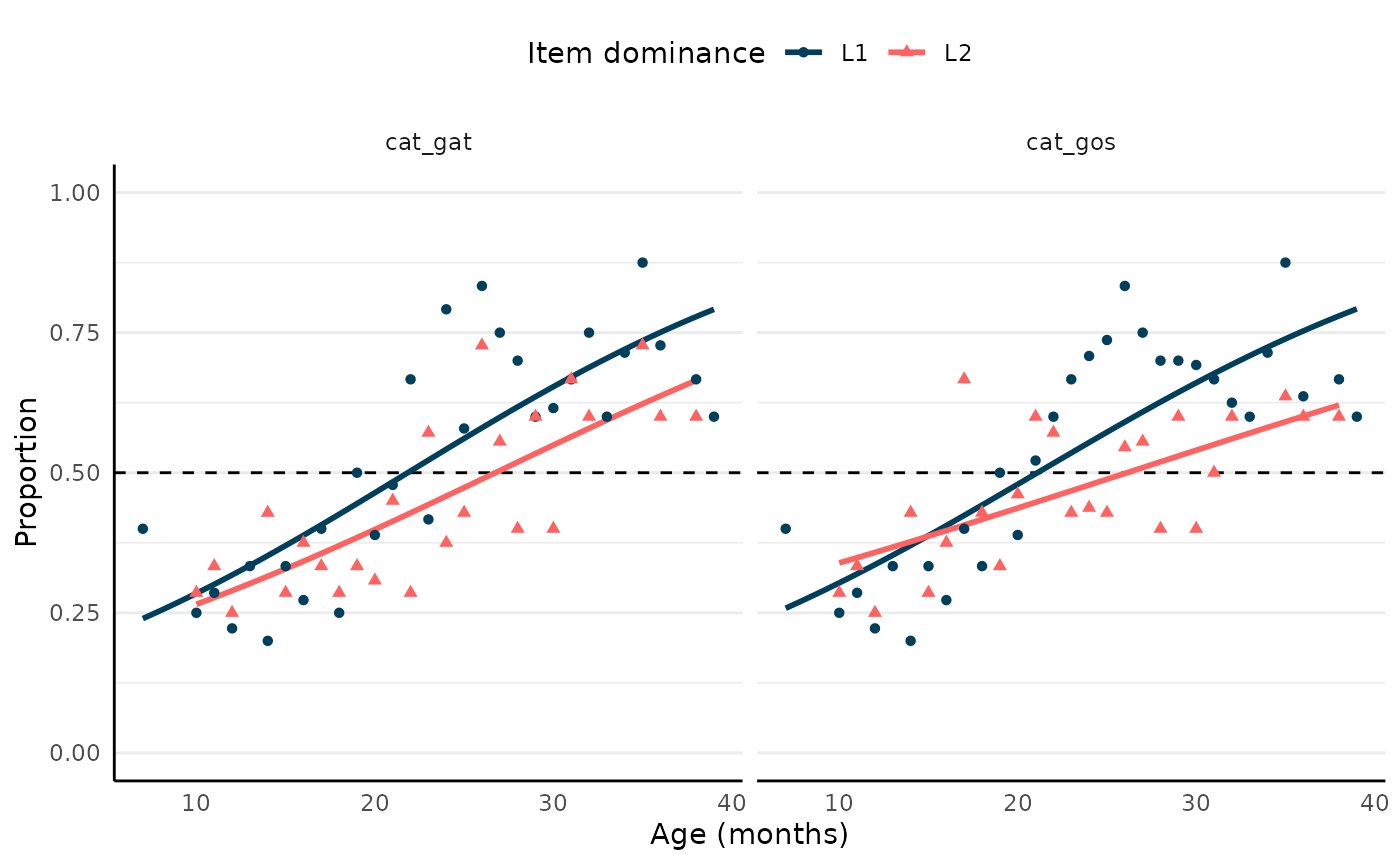 Item dominance L1 L2
cat_gat cat_gos
1.00
0.75
0.50
0.25
0.00
Proportion
10 20 30 40 10 20 30 40
Age (months)